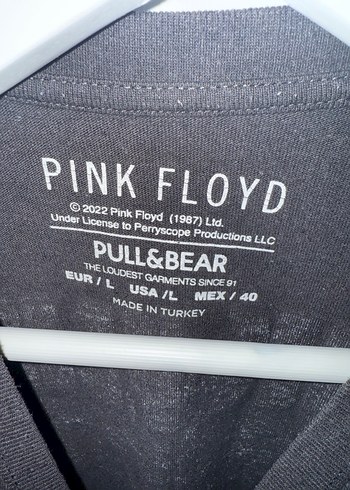 PINK FLOYD
© 2022 Pink Floyd (1987) Ltd.
Under License to Perryscope Productions LLC
PULL&BEAR
THE LOUDEST GARMENTS SINCE 91
EUR / L USA / L MEX / 40
MADE IN TURKEY